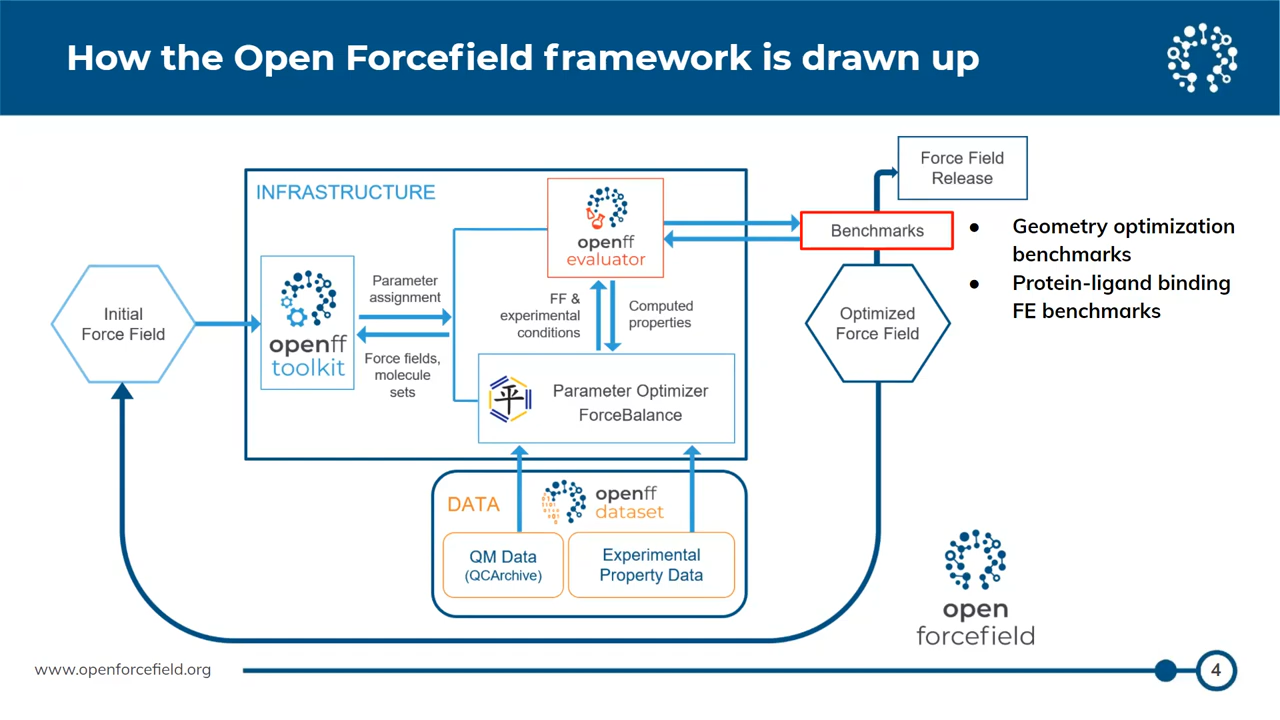 How the Open Forcefield framework is drawn up
Force Field
Release
INFRASTRUCTURE
openff
evaluator
Benchmarks
● Geometry optimization
benchmarks
● Protein-ligand binding
FE benchmarks
Initial
Force Field
openff
toolkit
Parameter
assignment
Force fields,
molecule
sets
FF &
experimental
conditions
Computed
properties
Optimized
Force Field
平
Parameter Optimizer
ForceBalance
DATA
openff
dataset
QM Data
(QCArchive)
Experimental
Property Data
open
forcefield
www.openforcefield.org
4